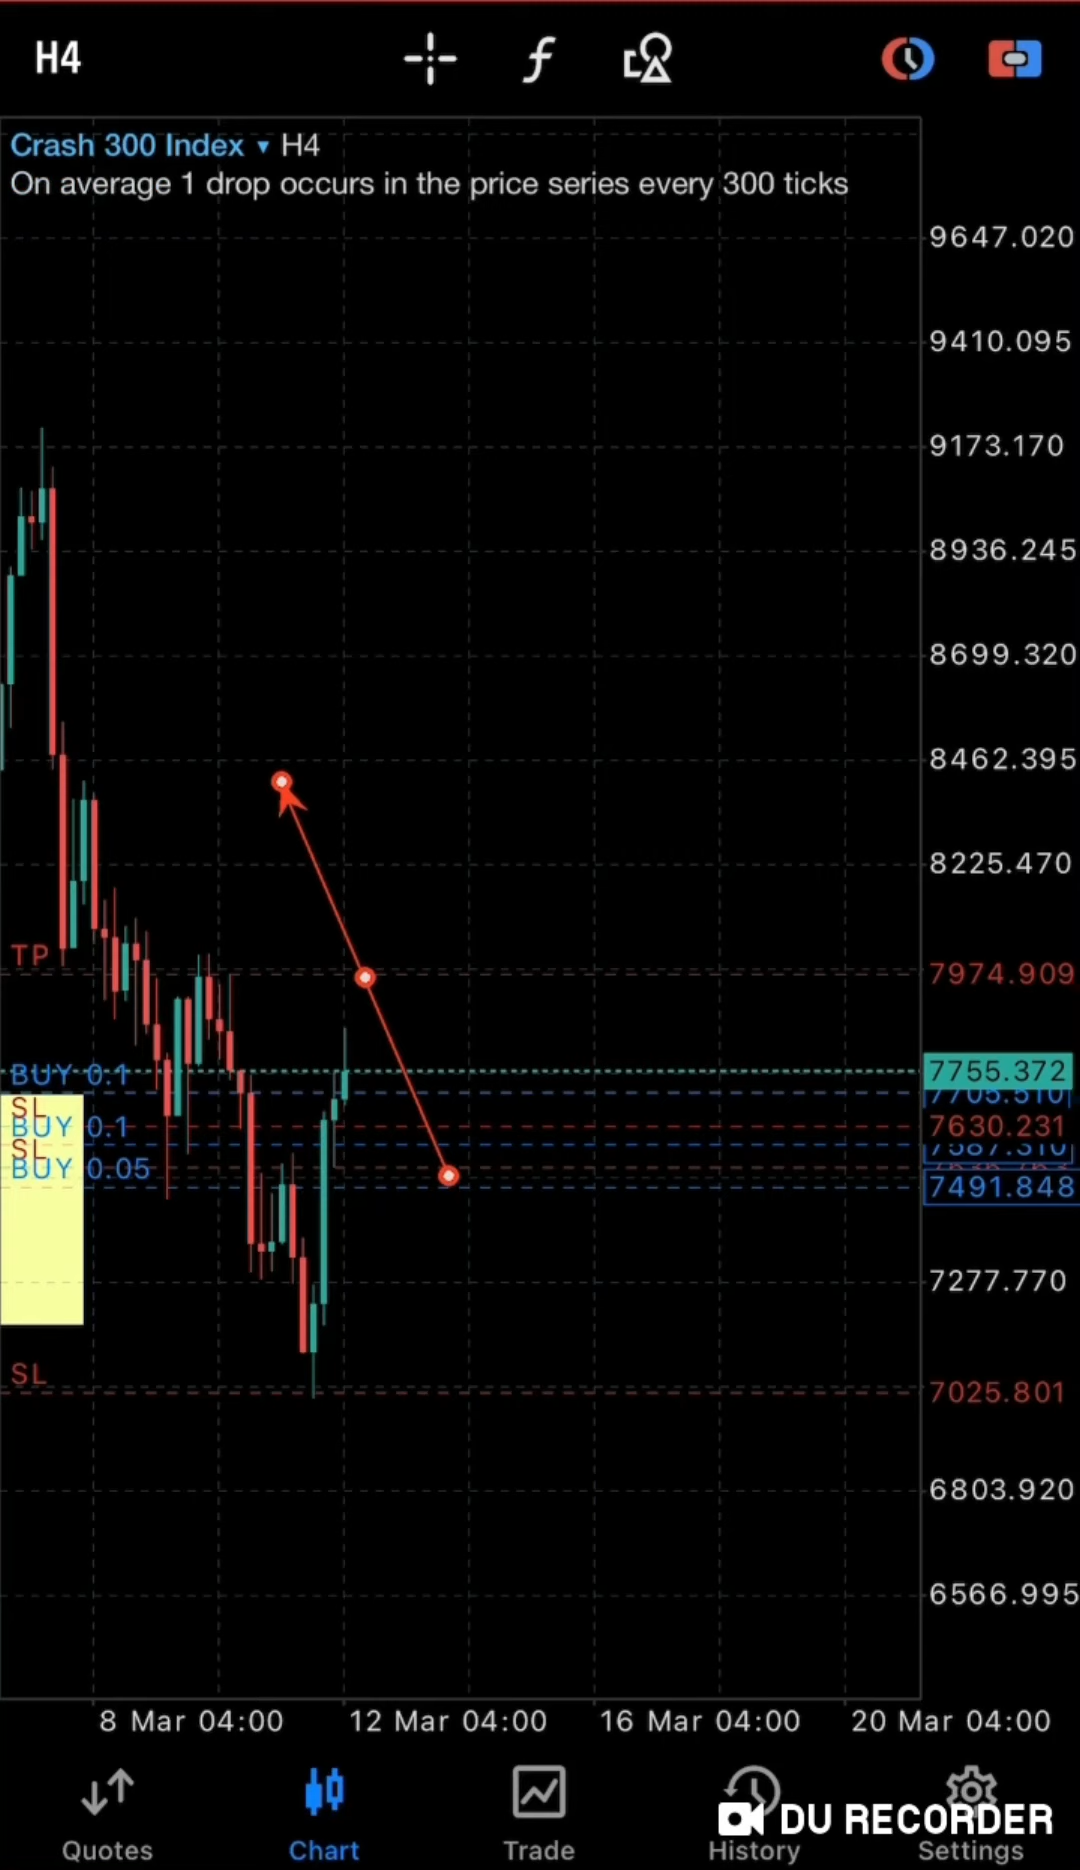 H4
Crash 300 Index ▾ H4
On average 1 drop occurs in the price series every 300 ticks
9647.020
9410.095
9173.170
8936.245
8699.320
8462.395
8225.470
TP
7974.909
BUY 0.1
7755.372
7705.510
SL
BUY 0.1
7630.231
SL
7587.310
BUY 0.05
7491.848
7277.770
SL
7025.801
6803.920
6566.995
8 Mar 04:00
12 Mar 04:00
16 Mar 04:00
20 Mar 04:00
DU RECORDER
Quotes
Chart
Trade
History
Settings